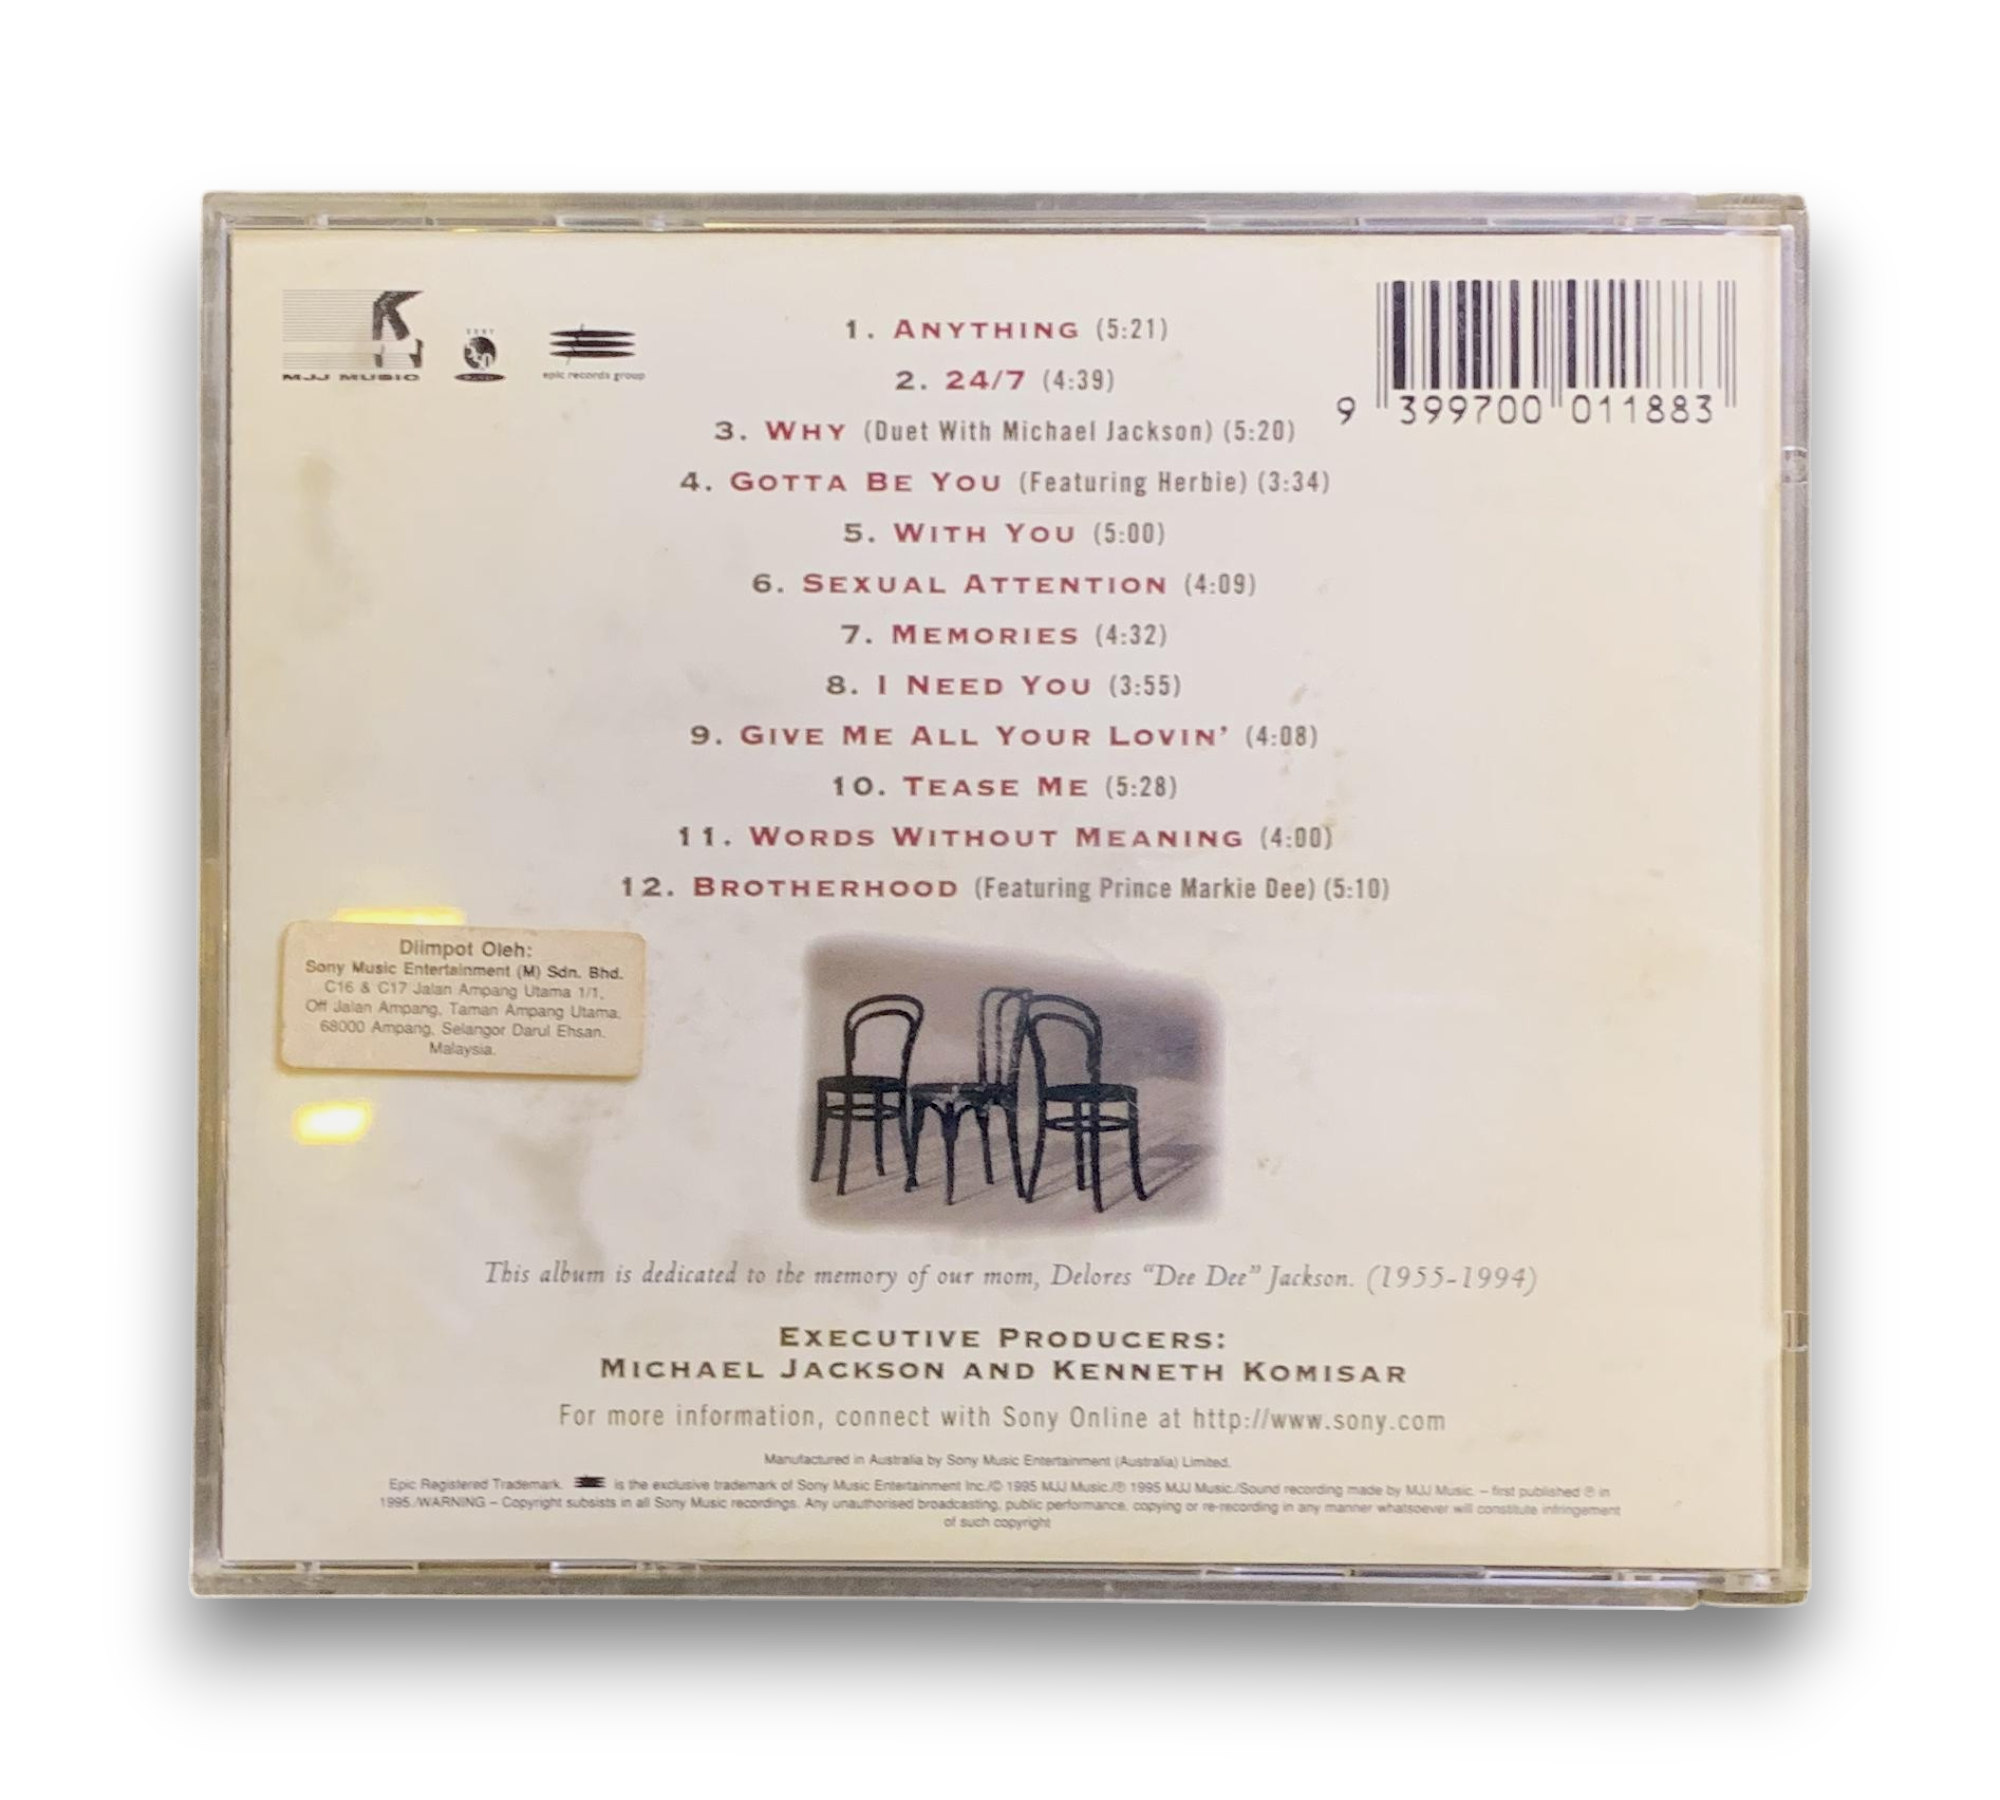 MJJ MUSIC
SONY
550
epic records group
1. ANYTHING (5:21)
2. 24/7 (4:39)
3. WHY (Duet With Michael Jackson) (5:20)
4. GOTTA BE YOU (Featuring Herbie) (3:34)
5. WITH YOU (5:00)
6. SEXUAL ATTENTION (4:09)
7. MEMORIES (4:32)
8. I NEED YOU (3:55)
9. GIVE ME ALL YOUR LOVIN' (4:08)
10. TEASE ME (5:28)
11. WORDS WITHOUT MEANING (4:00)
12. BROTHERHOOD (Featuring Prince Markie Dee) (5:10)
9 399700 011883
Diimpot Oleh:
Sony Music Entertainment (M) Sdn. Bhd.
C16 & C17 Jalan Ampang Utama 1/1,
Off Jalan Ampang, Taman Ampang Utama,
68000 Ampang, Selangor Darul Ehsan.
Malaysia.
This album is dedicated to the memory of our mom, Delores “Dee Dee” Jackson. (1955-1994)
EXECUTIVE PRODUCERS:
MICHAEL JACKSON AND KENNETH KOMISAR
For more information, connect with Sony Online at http://www.sony.com
Manufactured in Australia by Sony Music Entertainment (Australia) Limited.
Epic Registered Trademark. is the exclusive trademark of Sony Music Entertainment Inc./© 1995 MJJ Music./℗ 1995 MJJ Music./Sound recording made by MJJ Music. – first published ℗ in
1995./WARNING – Copyright subsists in all Sony Music recordings. Any unauthorised broadcasting, public performance, copying or re-recording in any manner whatsoever will constitute infringement
of such copyright